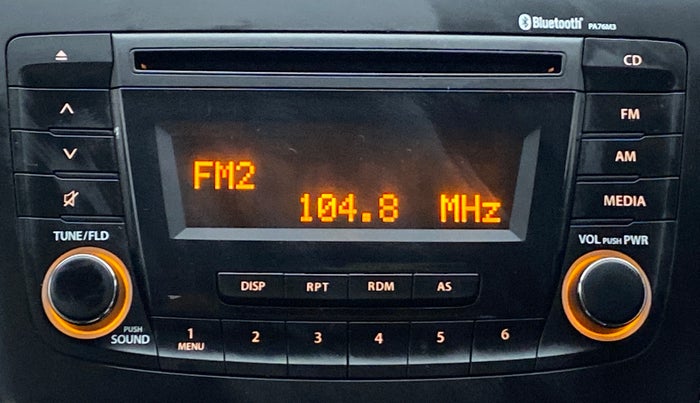 Bluetooth® PA76M3
CD
FM
AM
MEDIA
FM2
104.8 MHz
TUNE/FLD
VOL PUSH PWR
DISP RPT RDM AS
PUSH
SOUND
1 2 3 4 5 6
MENU